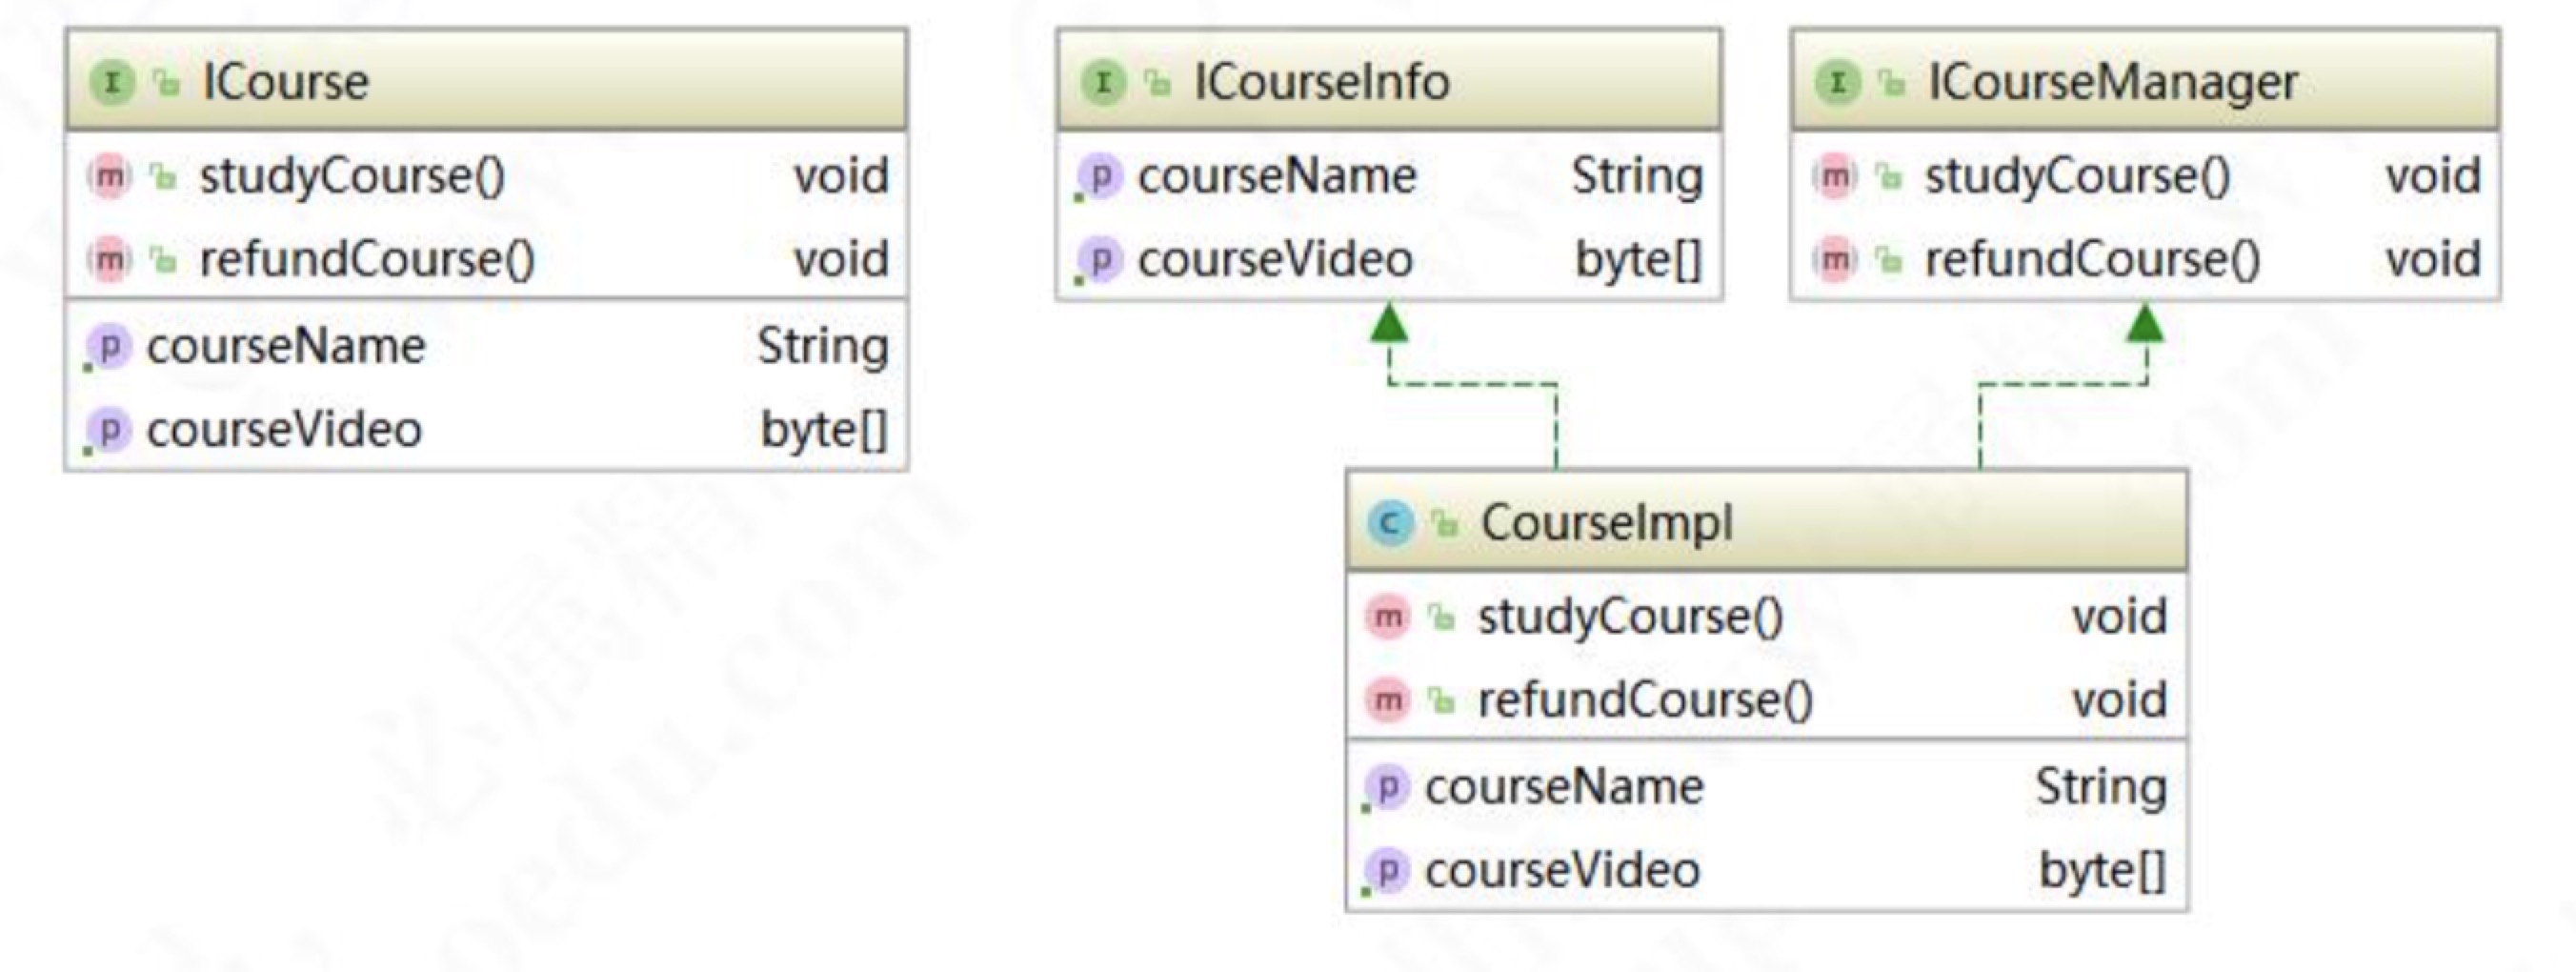 I ICourse
m studyCourse() void
m refundCourse() void
p courseName String
p courseVideo byte[]
I ICourseInfo
p courseName String
p courseVideo byte[]
I ICourseManager
m studyCourse() void
m refundCourse() void
C CourseImpl
m studyCourse() void
m refundCourse() void
p courseName String
p courseVideo byte[]